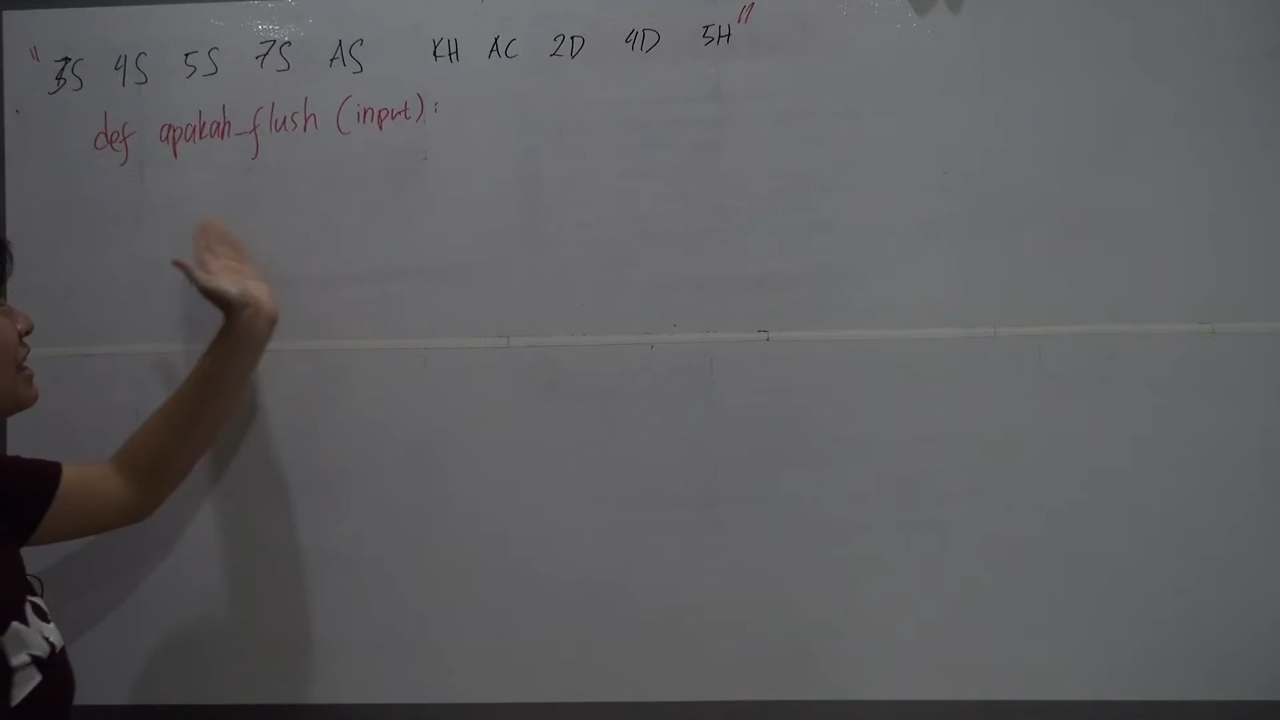 " 3S 4S 5S 7S AS KH AC 2D 4D 5H "
def apakah_flush (input):